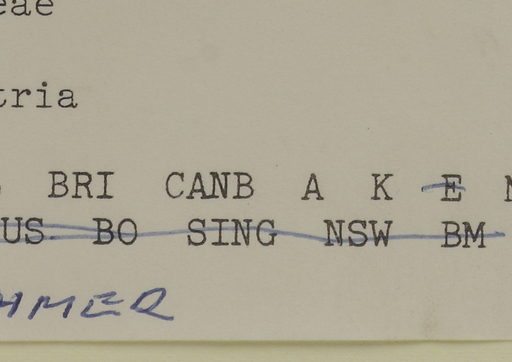 eae
tria
BRI CANB A K E
US BO SING NSW BM
HMER